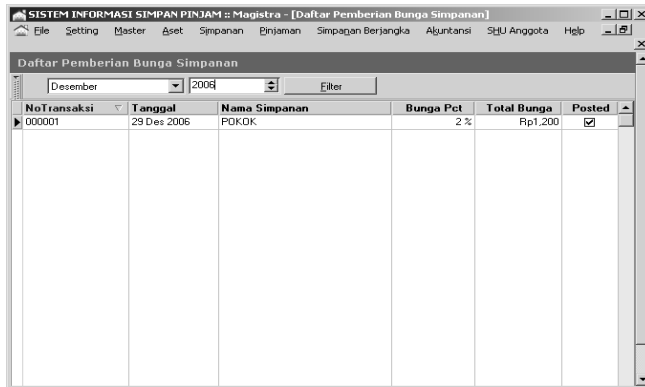 SISTEM INFORMASI SIMPAN PINJAM :: Magistra - [Daftar Pemberian Bunga Simpanan]
File Setting Master Aset Simpanan Pinjaman Simpanan Berjangka Akuntansi SHU Anggota Help
Daftar Pemberian Bunga Simpanan
Desember 2006 Filter
NoTransaksi Tanggal Nama Simpanan Bunga Pct Total Bunga Posted
000001 29 Des 2006 POKOK 2 % Rp1,200